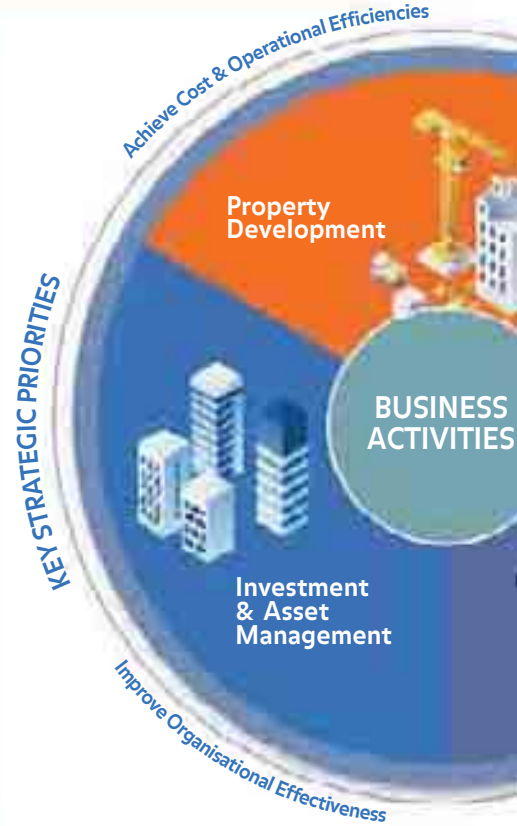 Achieve Cost & Operational Efficiencies
Property
Development
KEY STRATEGIC PRIORITIES
BUSINESS
ACTIVITIES
Investment
& Asset
Management
Improve Organisational Effectiveness